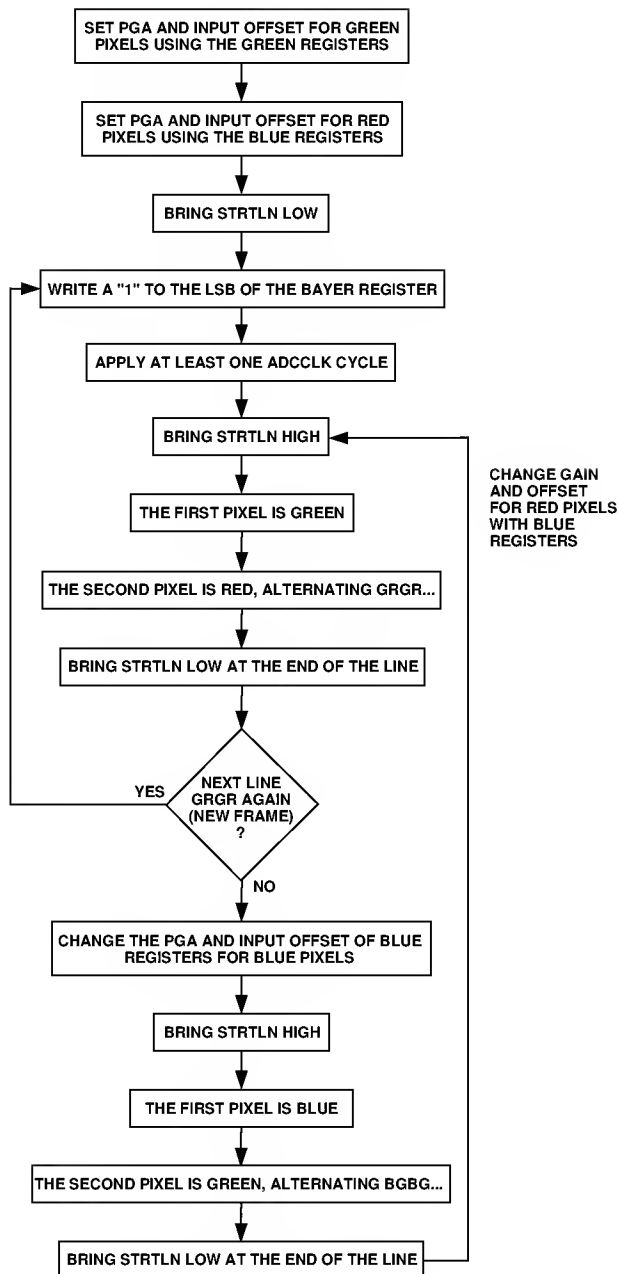 SET PGA AND INPUT OFFSET FOR GREEN
PIXELS USING THE GREEN REGISTERS
SET PGA AND INPUT OFFSET FOR RED
PIXELS USING THE BLUE REGISTERS
BRING STRTLN LOW
WRITE A "1" TO THE LSB OF THE BAYER REGISTER
APPLY AT LEAST ONE ADCCLK CYCLE
BRING STRTLN HIGH
CHANGE GAIN
AND OFFSET
FOR RED PIXELS
WITH BLUE
REGISTERS
THE FIRST PIXEL IS GREEN
THE SECOND PIXEL IS RED, ALTERNATING GRGR...
BRING STRTLN LOW AT THE END OF THE LINE
YES
NEXT LINE
GRGR AGAIN
(NEW FRAME)
?
NO
CHANGE THE PGA AND INPUT OFFSET OF BLUE
REGISTERS FOR BLUE PIXELS
BRING STRTLN HIGH
THE FIRST PIXEL IS BLUE
THE SECOND PIXEL IS GREEN, ALTERNATING BGBG...
BRING STRTLN LOW AT THE END OF THE LINE